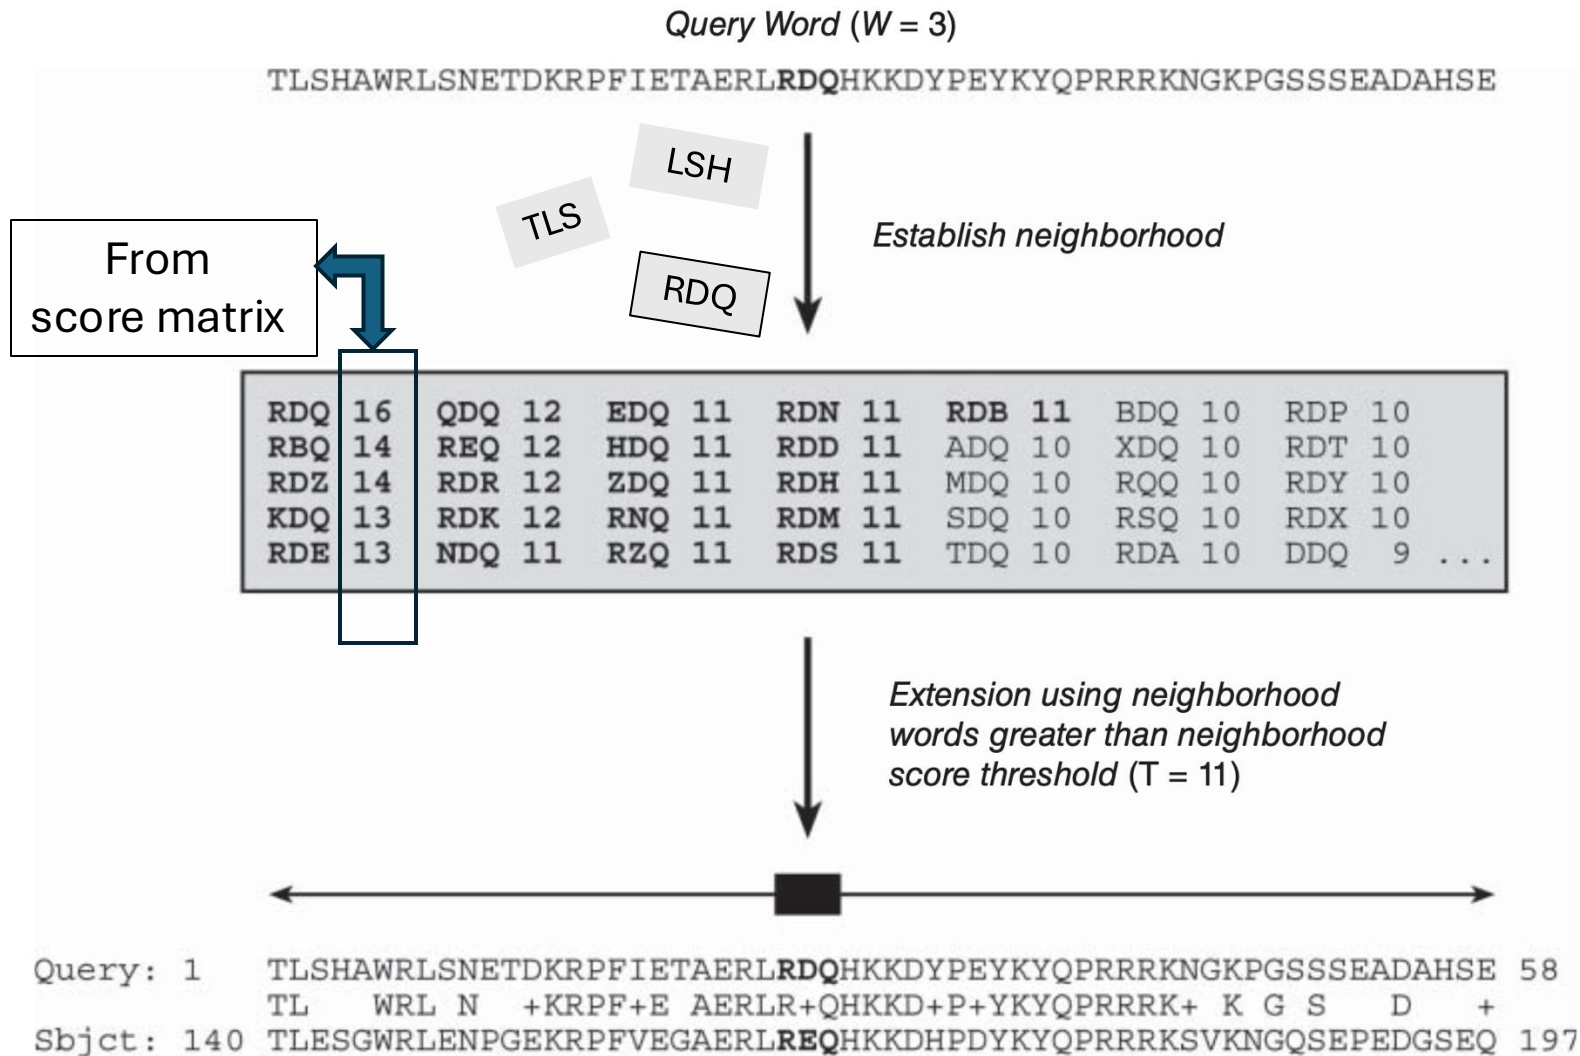 Query Word (W = 3)
TLSHAWRLSNETDKRPFIETAERLRDQHKKDYPEYKYQPRRRKNGKPGSSSEADAHSE
LSH
TLS
Establish neighborhood
From
score matrix
RDQ
RDQ 16 QDQ 12 EDQ 11 RDN 11 RDB 11 BDQ 10 RDP 10
RBQ 14 REQ 12 HDQ 11 RDD 11 ADQ 10 XDQ 10 RDT 10
RDZ 14 RDR 12 ZDQ 11 RDH 11 MDQ 10 RQQ 10 RDY 10
KDQ 13 RDK 12 RNQ 11 RDM 11 SDQ 10 RSQ 10 RDX 10
RDE 13 NDQ 11 RZQ 11 RDS 11 TDQ 10 RDA 10 DDQ 9 ...
Extension using neighborhood
words greater than neighborhood
score threshold (T = 11)
Query: 1 TLSHAWRLSNETDKRPFIETAERLRDQHKKDYPEYKYQPRRRKNGKPGSSSEADAHSE 58
TL   WRL N  +KRPF+E AERLR+QHKKD+P+YKYQPRRRK+ K G S   D   +
Sbjct: 140 TLESGWRLENPGEKRPFVEGAERLREQHKKDHPDYKYQPRRRKSVKNGQSEPEDGSEQ 197